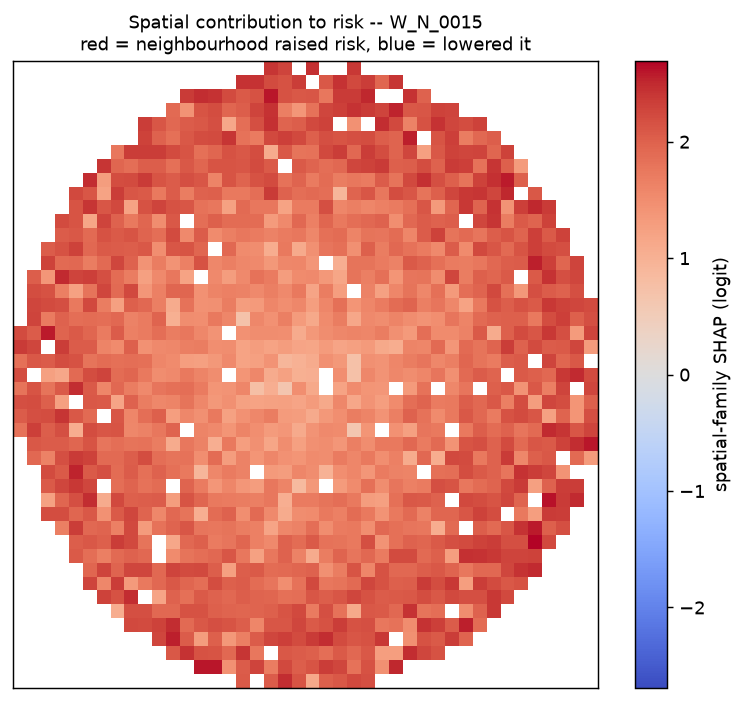 Spatial contribution to risk -- W_N_0015
red = neighbourhood raised risk, blue = lowered it
2
1
0
−1
−2
spatial-family SHAP (logit)